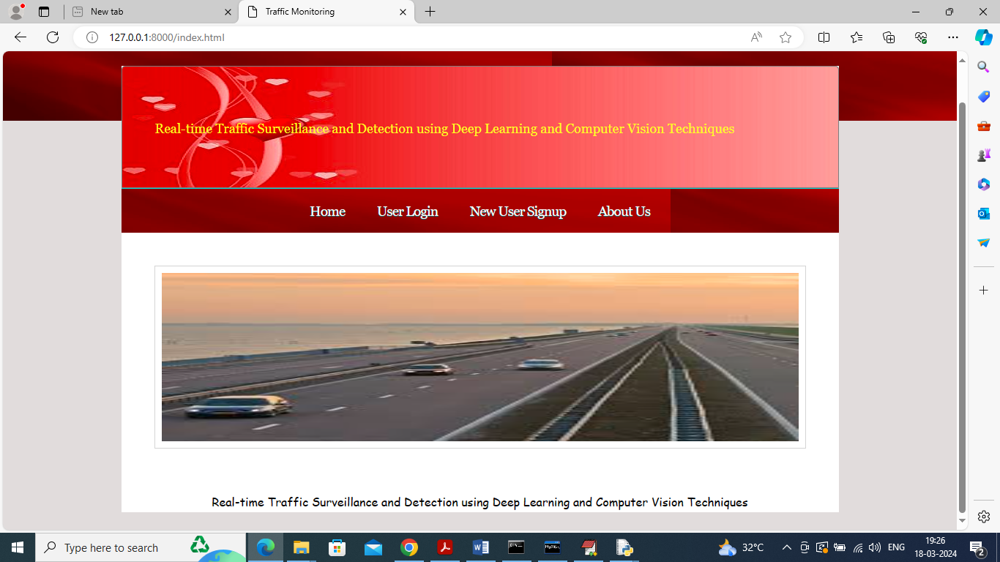 New tab
Traffic Monitoring
127.0.0.1:8000/index.html
Real-time Traffic Surveillance and Detection using Deep Learning and Computer Vision Techniques
Home User Login New User Signup About Us
Real-time Traffic Surveillance and Detection using Deep Learning and Computer Vision Techniques
Type here to search
32°C
ENG
19:26
18-03-2024
2